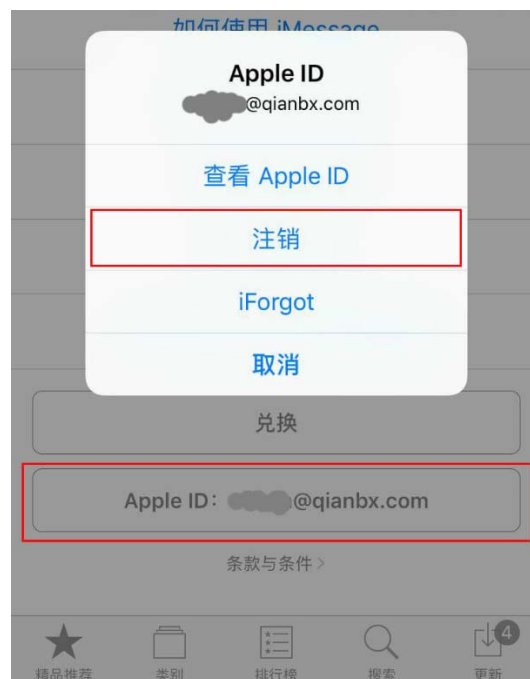 如何使用 iMessage
Apple ID
@qianbx.com
查看 Apple ID
注销
iForgot
取消
兑换
Apple ID： @qianbx.com
条款与条件 >
4
精品推荐 类别 排行榜 搜索 更新